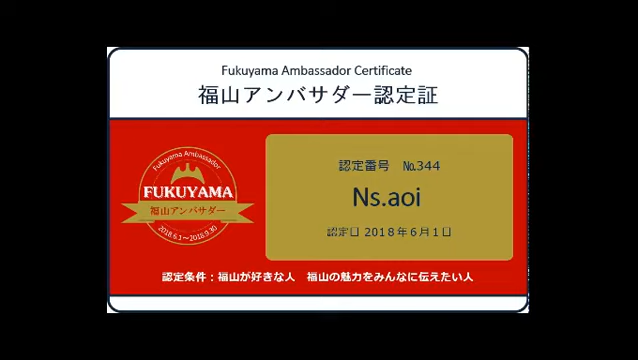 Fukuyama Ambassador Certificate
福山アンバサダー認定証
Fukuyama Ambassador
FUKUYAMA
福山アンバサダー
2018.6.1～2018.9.30
認定番号　№344
Ns.aoi
認定日 2018年6月1日
認定条件：福山が好きな人　福山の魅力をみんなに伝えたい人